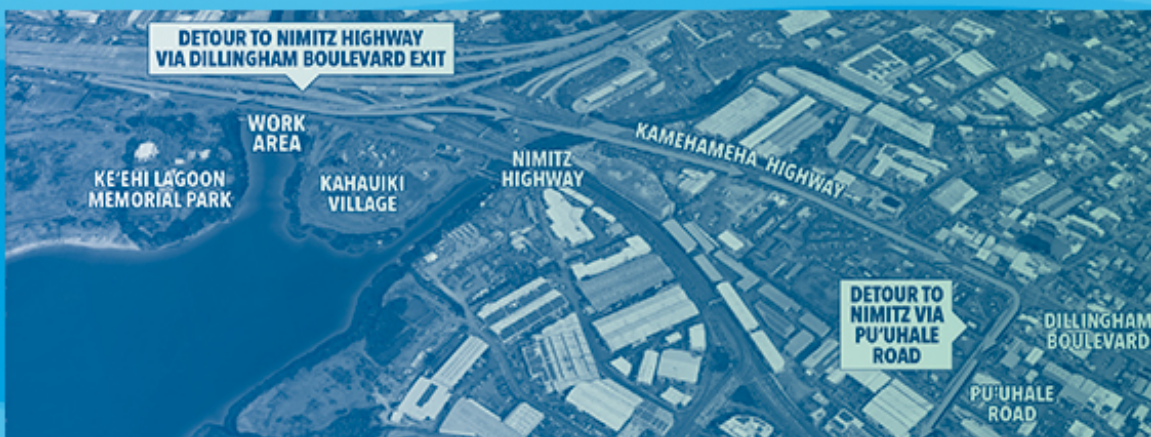 DETOUR TO NIMITZ HIGHWAY
VIA DILLINGHAM BOULEVARD EXIT
WORK
AREA
KE'EHI LAGOON
MEMORIAL PARK
KAHAUIKI
VILLAGE
NIMITZ
HIGHWAY
KAMEHAMEHA HIGHWAY
DETOUR TO
NIMITZ VIA
PU'UHALE
ROAD
DILLINGHAM
BOULEVARD
PU'UHALE
ROAD